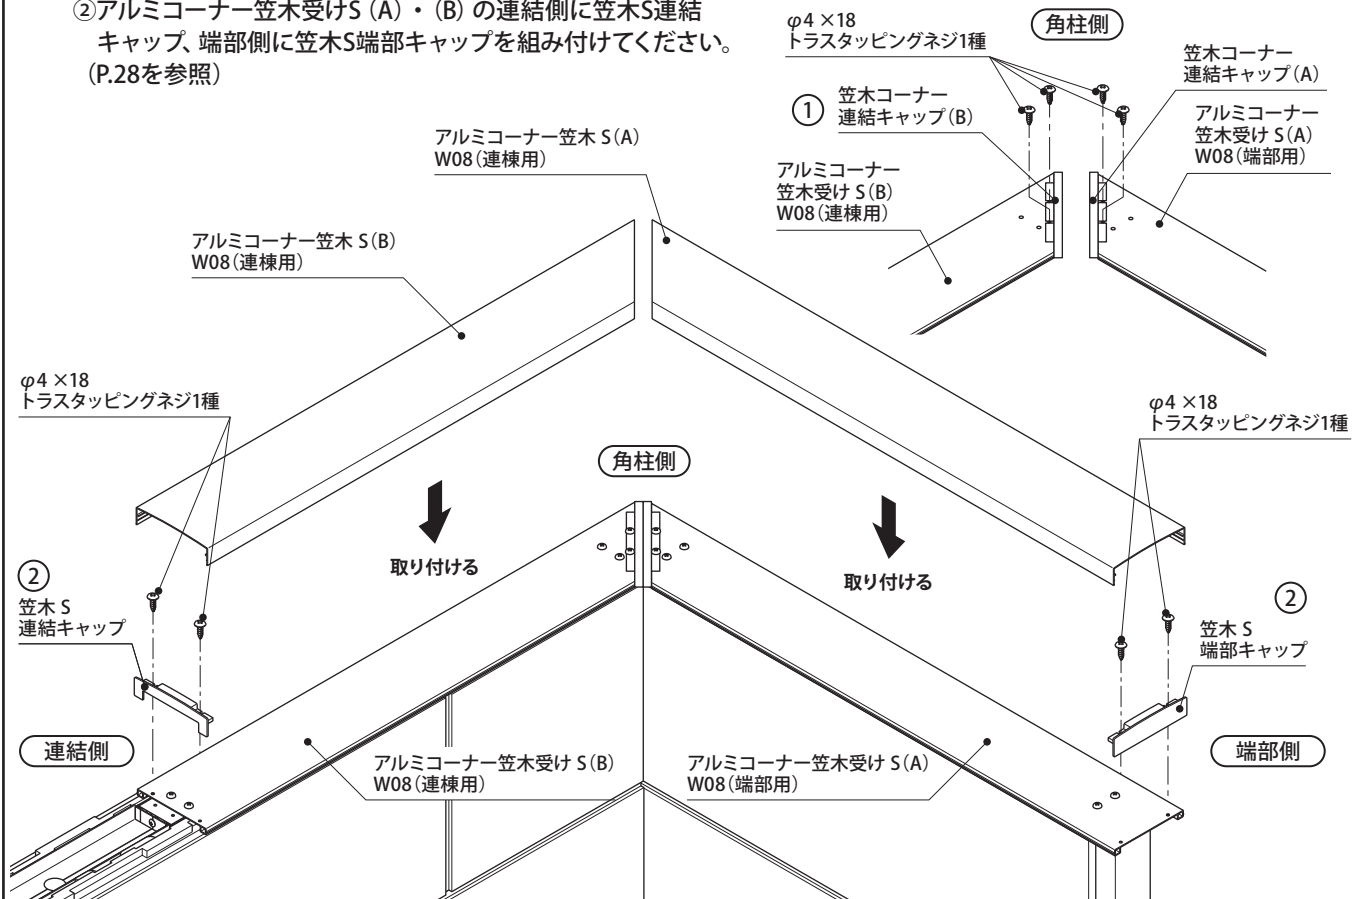 ②アルミコーナー笠木受けS（A）・（B）の連結側に笠木S連結
キャップ、端部側に笠木S端部キャップを組み付けてください。
（P.28を参照）
φ4×18
トラスタッピングネジ1種
角柱側
笠木コーナー
連結キャップ（A）
①
笠木コーナー
連結キャップ（B）
アルミコーナー
笠木受け S（A）
W08（端部用）
アルミコーナー
笠木受け S（B）
W08（連棟用）
アルミコーナー笠木 S（A）
W08（連棟用）
アルミコーナー笠木 S（B）
W08（連棟用）
φ4×18
トラスタッピングネジ1種
φ4×18
トラスタッピングネジ1種
角柱側
取り付ける
取り付ける
②
笠木 S
連結キャップ
②
笠木 S
端部キャップ
連結側
端部側
アルミコーナー笠木受け S（B）
W08（連棟用）
アルミコーナー笠木受け S（A）
W08（端部用）